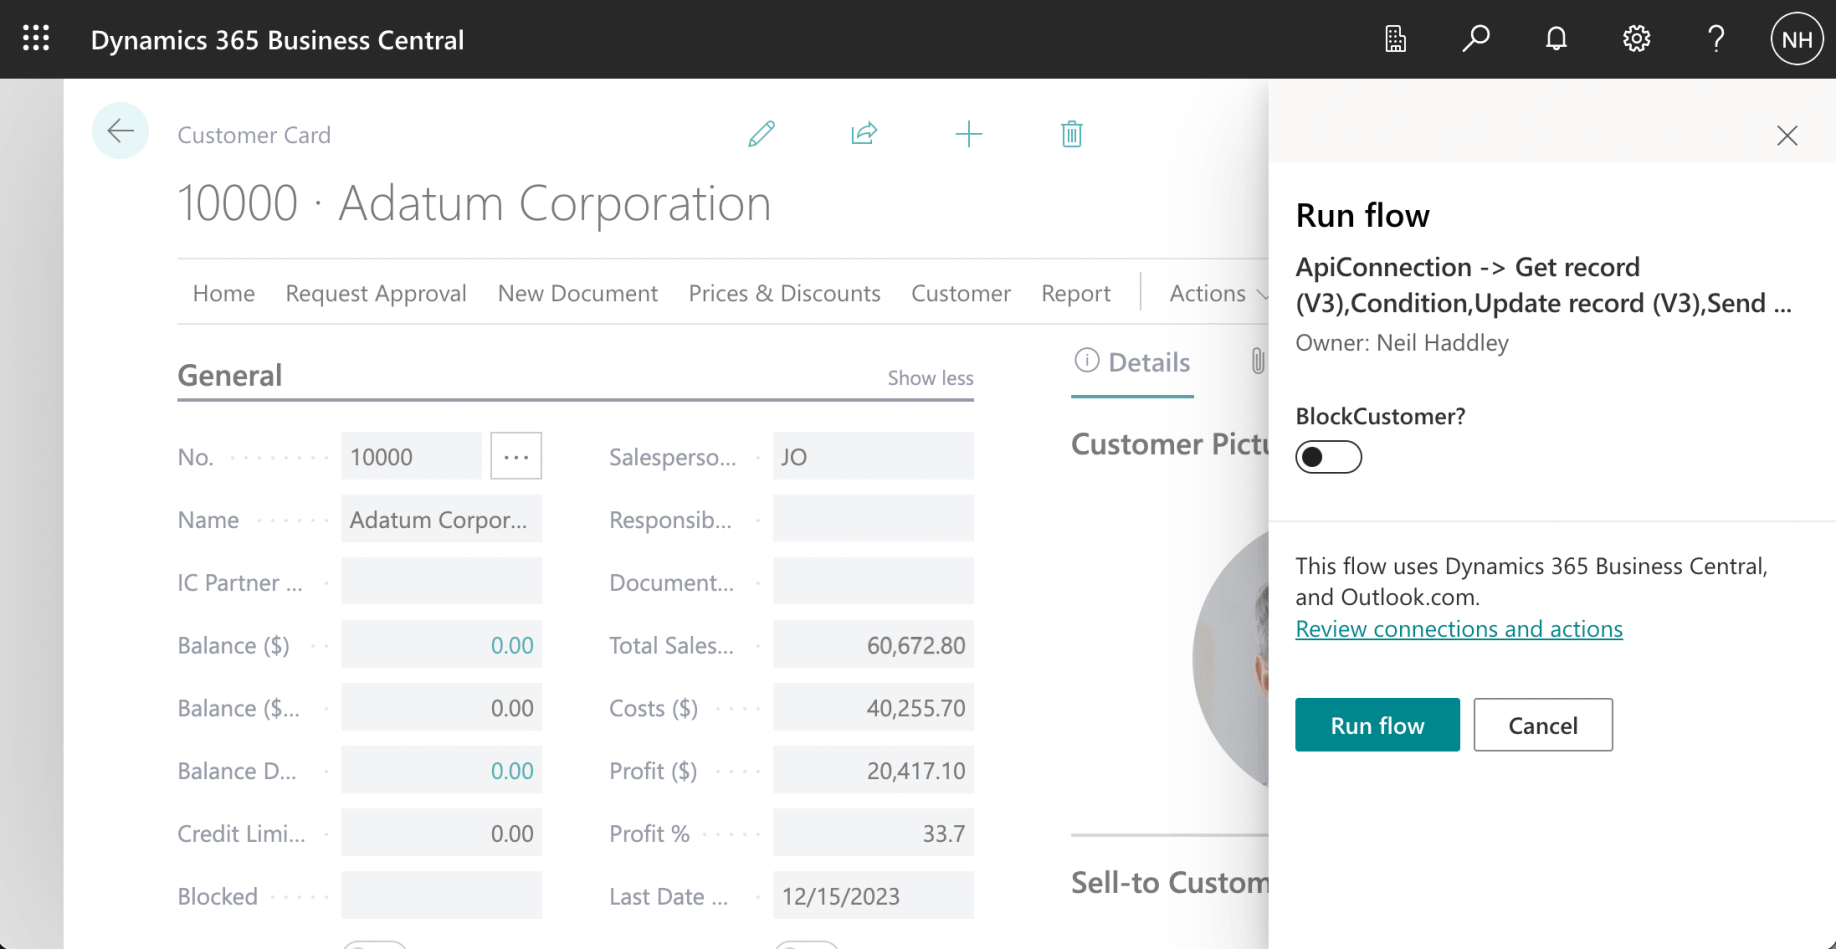 Dynamics 365 Business Central
NH
Customer Card
10000 · Adatum Corporation
Home Request Approval New Document Prices & Discounts Customer Report Actions
General
Show less
No. 10000 ...
Name Adatum Corpor...
IC Partner ...
Balance ($) 0.00
Balance ($... 0.00
Balance D... 0.00
Credit Limi... 0.00
Blocked
Salesperso... JO
Responsib...
Document...
Total Sales... 60,672.80
Costs ($) 40,255.70
Profit ($) 20,417.10
Profit % 33.7
Last Date ... 12/15/2023
Details
Customer Pictu
Sell-to Custom
Run flow
ApiConnection -> Get record
(V3),Condition,Update record (V3),Send ...
Owner: Neil Haddley
BlockCustomer?
This flow uses Dynamics 365 Business Central,
and Outlook.com.
Review connections and actions
Run flow
Cancel